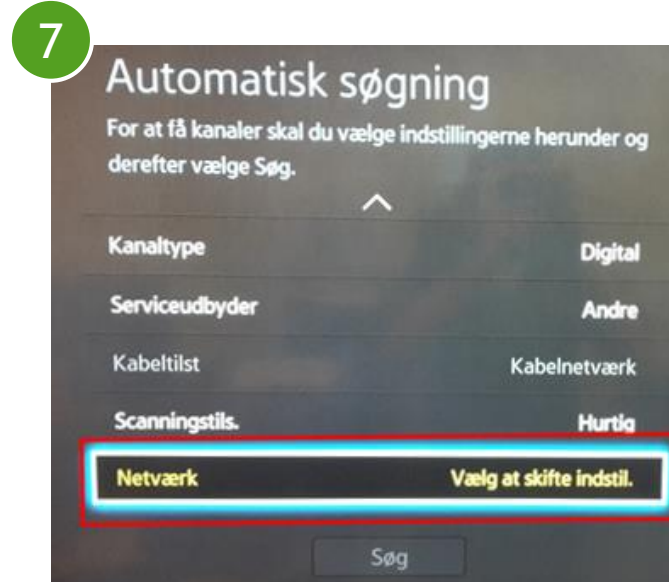 7
Automatisk søgning
For at få kanaler skal du vælge indstillingerne herunder og
derefter vælge Søg.
Kanaltype Digital
Serviceudbyder Andre
Kabeltilst Kabelnetværk
Scanningstils. Hurtig
Netværk Vælg at skifte indstil.
Søg